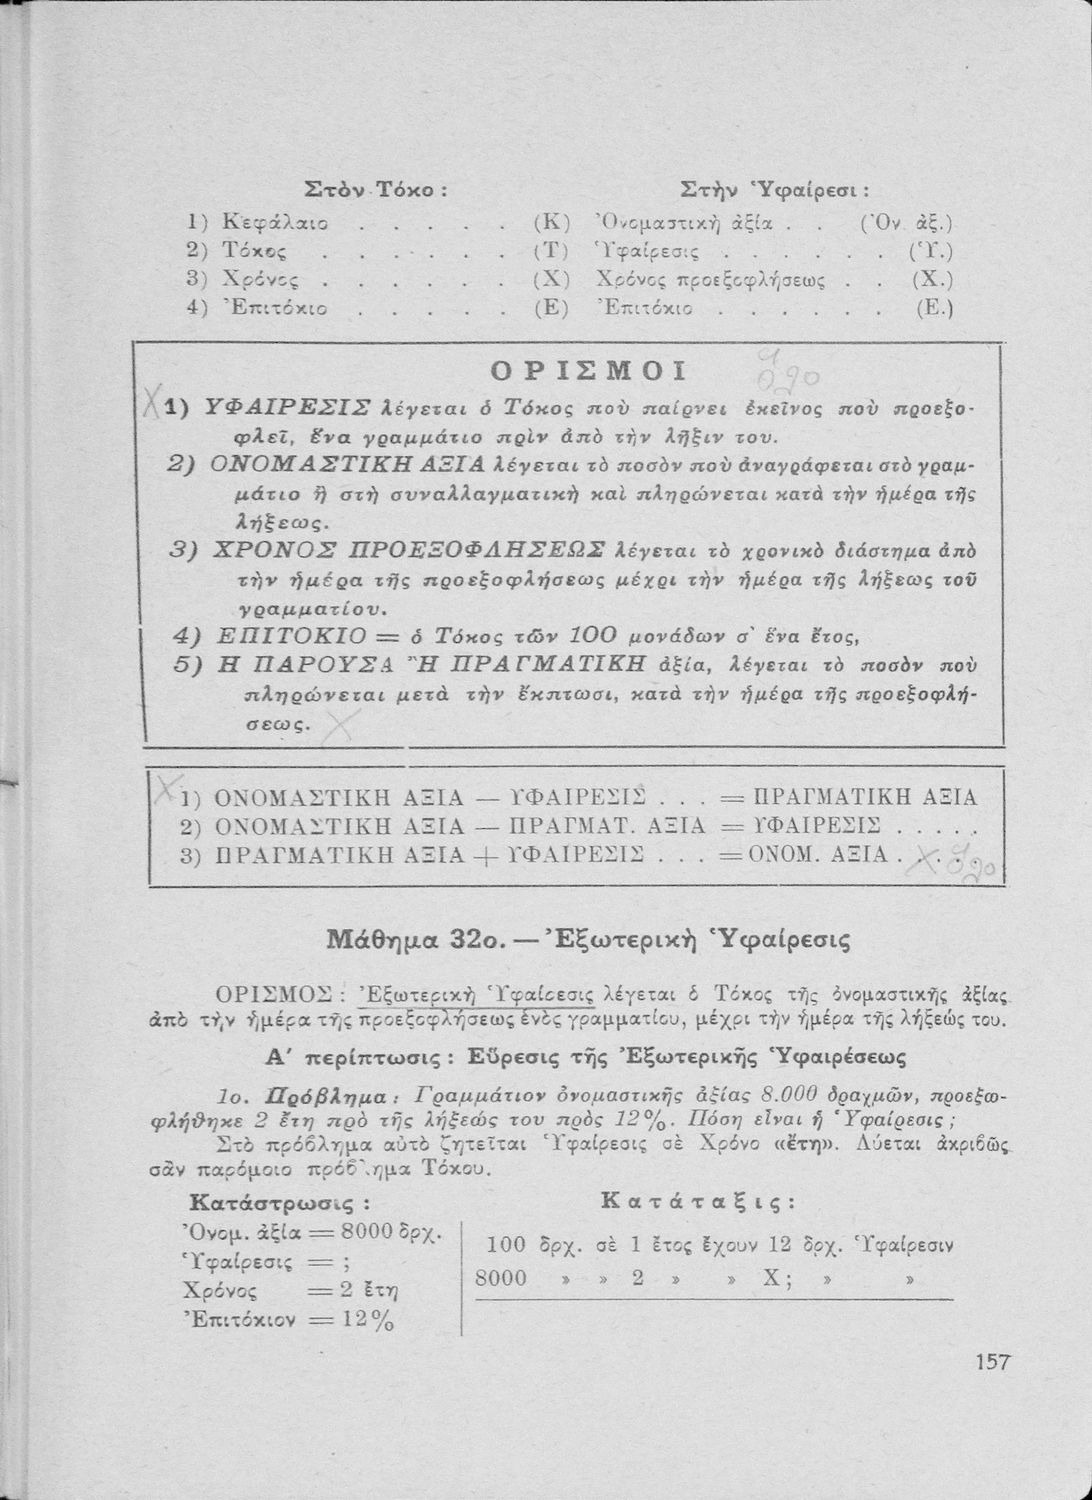 Στὸν Τόκο : Στὴν Ὑφαίρεσι :
1) Κεφάλαιο . . . . . (Κ) Ὀνομαστικὴ ἀξία . . (Ὀν. ἀξ.)
2) Τόκος . . . . . . (Τ) Ὑφαίρεσις . . . . . . (Ὑ.)
3) Χρόνος . . . . . . (Χ) Χρόνος προεξοφλήσεως . . (Χ.)
4) Ἐπιτόκιο . . . . . (Ε) Ἐπιτόκιο . . . . . . (Ε.)
ΟΡΙΣΜΟΙ
1) ΥΦΑΙΡΕΣΙΣ λέγεται ὁ Τόκος ποὺ παίρνει ἐκεῖνος ποὺ προεξο-
φλεῖ, ἕνα γραμμάτιο πρὶν ἀπὸ τὴν λῆξιν του.
2) ΟΝΟΜΑΣΤΙΚΗ ΑΞΙΑ λέγεται τὸ ποσὸν ποὺ ἀναγράφεται στὸ γραμ-
μάτιο ἢ στὴ συναλλαγματικὴ καὶ πληρώνεται κατὰ τὴν ἡμέρα τῆς
λήξεως.
3) ΧΡΟΝΟΣ ΠΡΟΕΞΟΦΛΗΣΕΩΣ λέγεται τὸ χρονικὸ διάστημα ἀπὸ
τὴν ἡμέρα τῆς προεξοφλήσεως μέχρι τὴν ἡμέρα τῆς λήξεως τοῦ
γραμματίου.
4) ΕΠΙΤΟΚΙΟ = ὁ Τόκος τῶν 100 μονάδων σ' ἕνα ἔτος,
5) Η ΠΑΡΟΥΣΑ Ἢ ΠΡΑΓΜΑΤΙΚΗ ἀξία, λέγεται τὸ ποσὸν ποὺ
πληρώνεται μετὰ τὴν ἔκπτωσι, κατὰ τὴν ἡμέρα τῆς προεξοφλή-
σεως.
1) ΟΝΟΜΑΣΤΙΚΗ ΑΞΙΑ — ΥΦΑΙΡΕΣΙΣ . . . = ΠΡΑΓΜΑΤΙΚΗ ΑΞΙΑ
2) ΟΝΟΜΑΣΤΙΚΗ ΑΞΙΑ — ΠΡΑΓΜΑΤ. ΑΞΙΑ = ΥΦΑΙΡΕΣΙΣ . . . . .
3) ΠΡΑΓΜΑΤΙΚΗ ΑΞΙΑ + ΥΦΑΙΡΕΣΙΣ . . . = ΟΝΟΜ. ΑΞΙΑ . . . . .
Μάθημα 32ο. — Ἐξωτερικὴ Ὑφαίρεσις
ΟΡΙΣΜΟΣ : Ἐξωτερικὴ Ὑφαίρεσις λέγεται ὁ Τόκος τῆς ὀνομαστικῆς ἀξίας
ἀπὸ τὴν ἡμέρα τῆς προεξοφλήσεως ἑνὸς γραμματίου, μέχρι τὴν ἡμέρα τῆς λήξεώς του.
Α' περίπτωσις : Εὕρεσις τῆς Ἐξωτερικῆς Ὑφαιρέσεως
1ο. Πρόβλημα : Γραμμάτιον ὀνομαστικῆς ἀξίας 8.000 δραχμῶν, προεξω-
φλήθηκε 2 ἔτη πρὸ τῆς λήξεώς του πρὸς 12%. Πόση εἶναι ἡ Ὑφαίρεσις ;
Στὸ πρόβλημα αὐτὸ ζητεῖται Ὑφαίρεσις σὲ Χρόνο «ἔτη». Λύεται ἀκριβῶς
σὰν παρόμοιο πρόβλημα Τόκου.
Κατάστρωσις : Κατάταξις :
Ὀνομ. ἀξία = 8000 δρχ.
Ὑφαίρεσις = ;
Χρόνος = 2 ἔτη
Ἐπιτόκιον = 12%
100 δρχ. σὲ 1 ἔτος ἔχουν 12 δρχ. Ὑφαίρεσιν
8000 » » 2 » » Χ ; » »
157